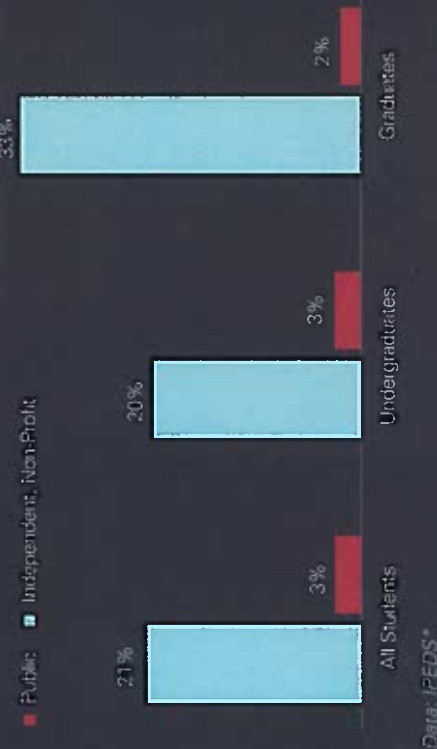 Public Independent, Non-Profit
21%
3%
20%
3%
33%
2%
All Students
Undergraduates
Graduates
Data: IPEDS*